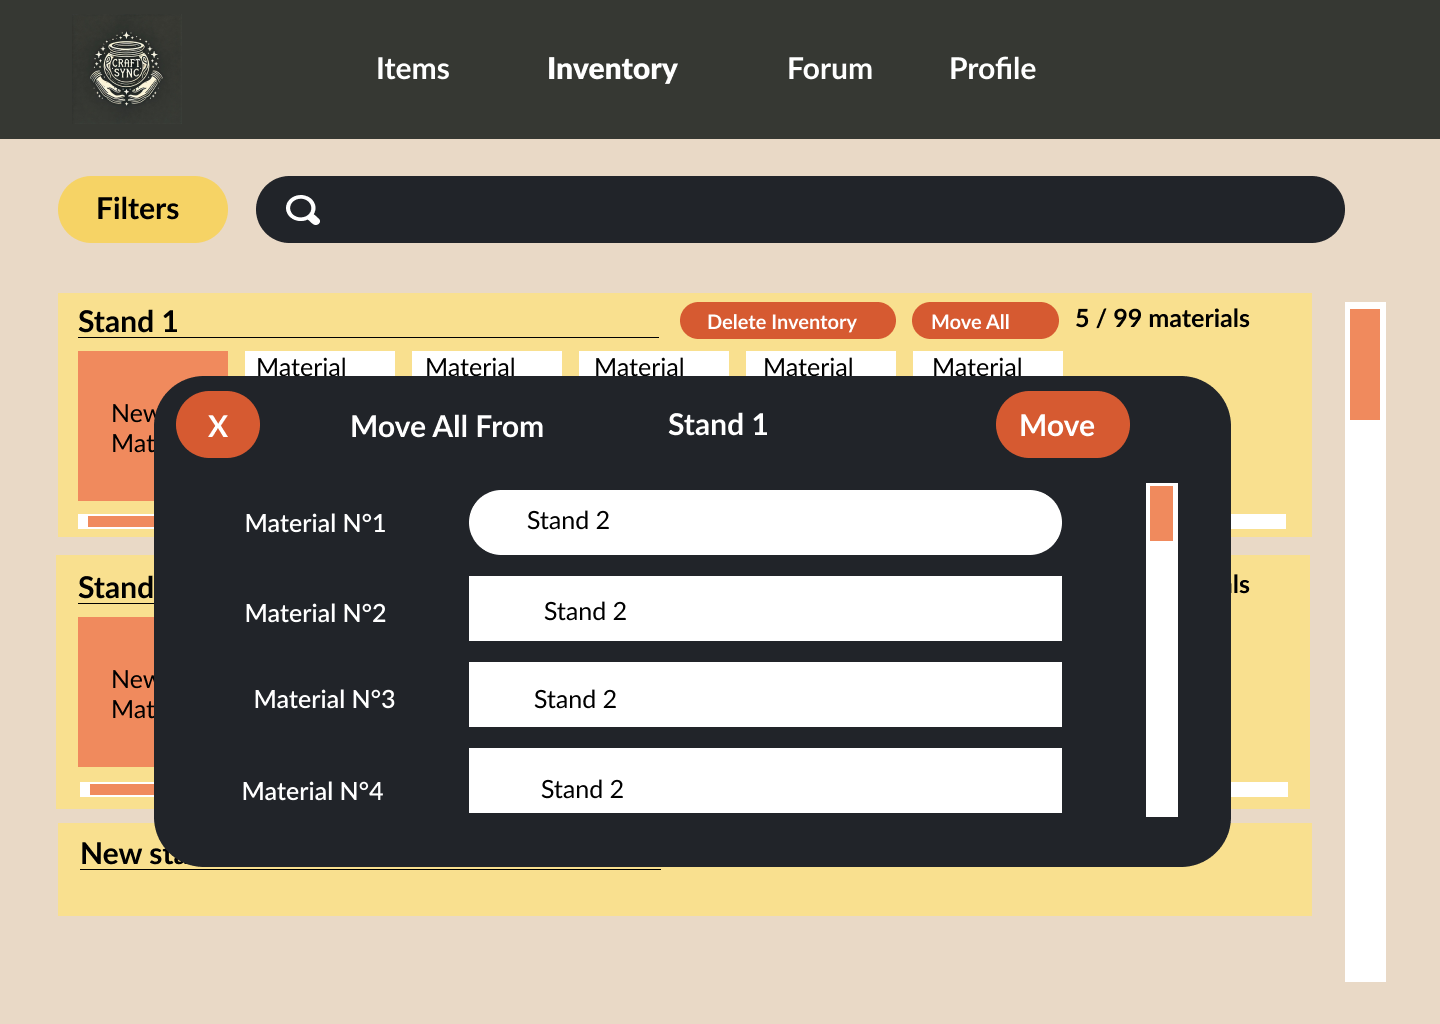 CRAFT
SYNC
Items
Inventory
Forum
Profile
Filters
Stand 1
Delete Inventory
Move All
5 / 99 materials
Material
Material
Material
Material
Material
New
Mat
X
Move All From
Stand 1
Move
Material N°1
Stand 2
Stand
Material N°2
Stand 2
ls
New
Mat
Material N°3
Stand 2
Material N°4
Stand 2
New sta